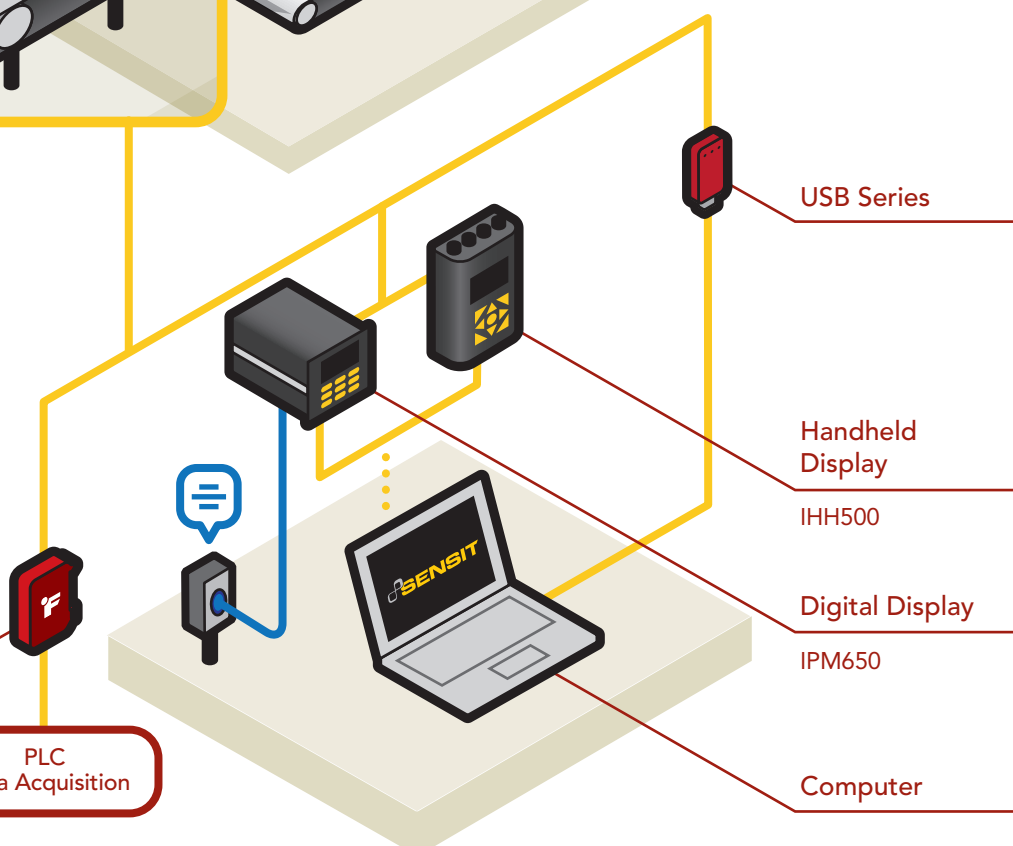 USB Series
Handheld
Display
IHH500
SENSIT
Digital Display
IPM650
PLC
a Acquisition
Computer